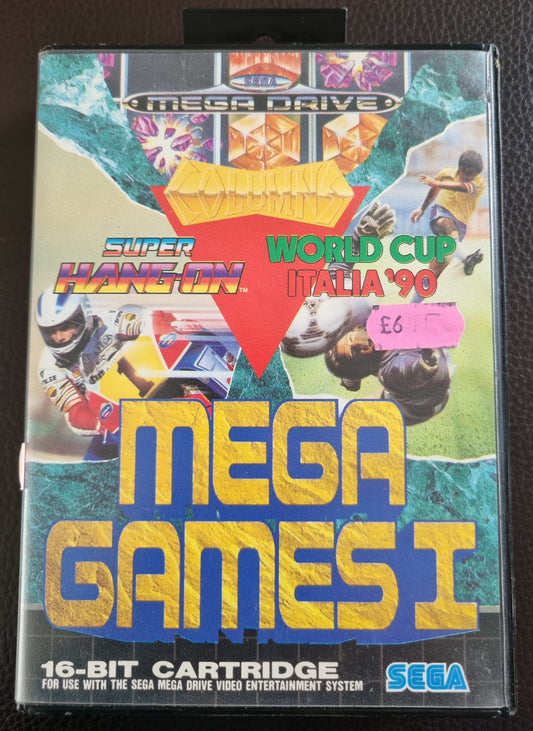 SEGA
MEGA DRIVE
COLUMNS
SUPER
HANG-ON™
WORLD CUP
ITALIA '90
£6
MEGA
GAMES I
16-BIT CARTRIDGE
FOR USE WITH THE SEGA MEGA DRIVE VIDEO ENTERTAINMENT SYSTEM
SEGA